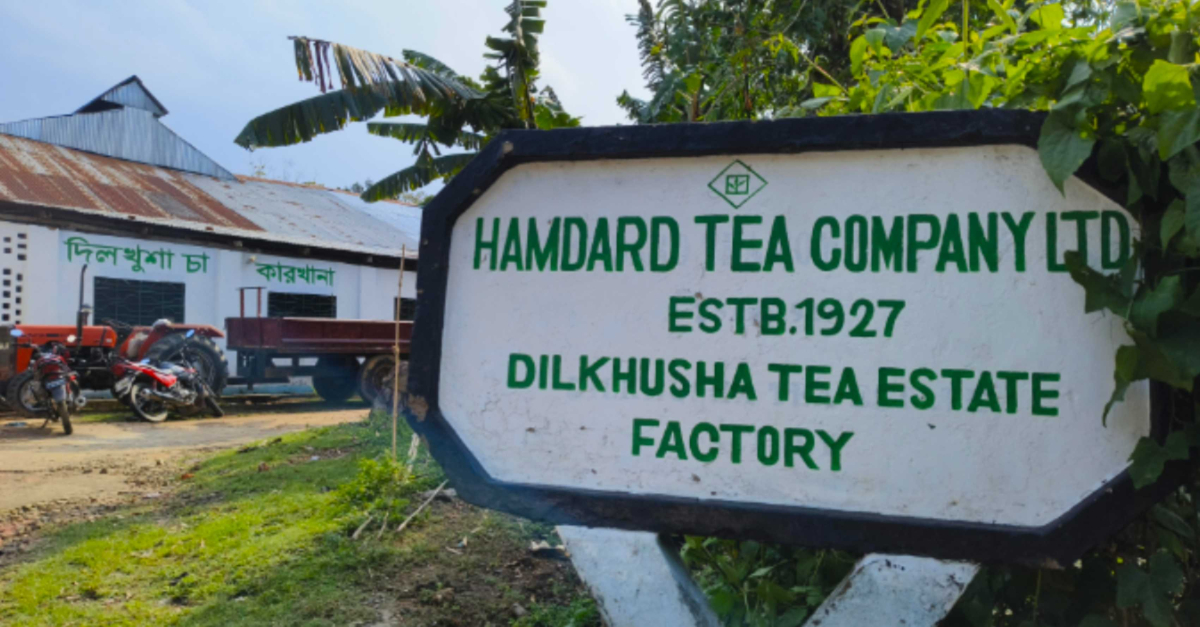 দিলখুশা চা
কারখানা
HAMDARD TEA COMPANY LTD
ESTB.1927
DILKHUSHA TEA ESTATE
FACTORY